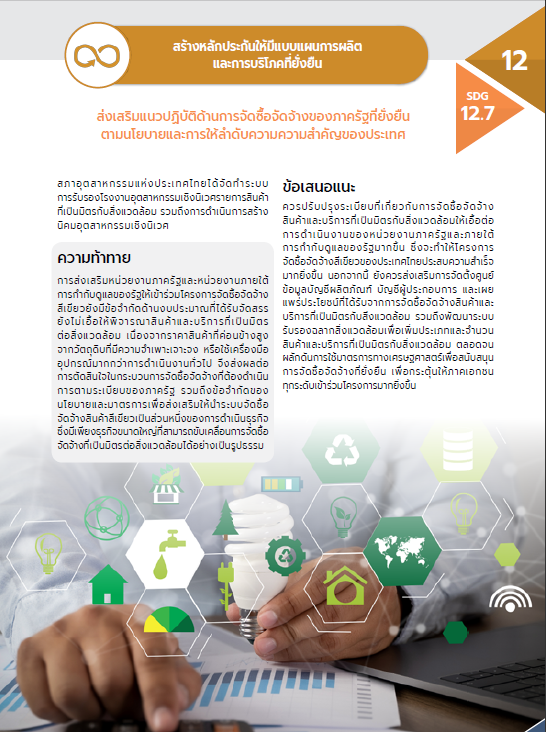 สร้างหลักประกันให้มีแบบแผนการผลิต
และการบริโภคที่ยั่งยืน
12
SDG
12.7
ส่งเสริมแนวปฏิบัติด้านการจัดซื้อจัดจ้างของภาครัฐที่ยั่งยืน
ตามนโยบายและการให้ลำดับความความสำคัญของประเทศ
สภาอุตสาหกรรมแห่งประเทศไทยได้จัดทำระบบ
การรับรองโรงงานอุตสาหกรรมเชิงนิเวศรายการสินค้า
ที่เป็นมิตรกับสิ่งแวดล้อม รวมถึงการดำเนินการสร้าง
นิคมอุตสาหกรรมเชิงนิเวศ
ความท้าทาย
การส่งเสริมหน่วยงานภาครัฐและหน่วยงานภายใต้
การกำกับดูแลของรัฐให้เข้าร่วมโครงการจัดซื้อจัดจ้าง
สีเขียวยังมีข้อจำกัดด้านงบประมาณที่ได้รับจัดสรร
ยังไม่เอื้อให้พิจารณาสินค้าและบริการที่เป็นมิตร
ต่อสิ่งแวดล้อม เนื่องจากราคาสินค้าที่ค่อนข้างสูง
จากวัตถุดิบที่มีความจำเพาะเจาะจง หรือใช้เครื่องมือ
อุปกรณ์มากกว่าการดำเนินงานทั่วไป จึงส่งผลต่อ
การตัดสินใจในกระบวนการจัดซื้อจัดจ้างที่ต้องดำเนิน
การตามระเบียบของภาครัฐ รวมถึงข้อจำกัดของ
นโยบายและมาตรการเพื่อส่งเสริมให้นำระบบจัดซื้อ
จัดจ้างสินค้าสีเขียวเป็นส่วนหนึ่งของการดำเนินธุรกิจ
ซึ่งมีเพียงธุรกิจขนาดใหญ่ที่สามารถขับเคลื่อนการจัดซื้อ
จัดจ้างที่เป็นมิตรต่อสิ่งแวดล้อมได้อย่างเป็นรูปธรรม
ข้อเสนอแนะ
ควรปรับปรุงระเบียบที่เกี่ยวกับการจัดซื้อจัดจ้าง
สินค้าและบริการที่เป็นมิตรกับสิ่งแวดล้อมให้เอื้อต่อ
การดำเนินงานของหน่วยงานภาครัฐและภายใต้
การกำกับดูแลของรัฐมากขึ้น ซึ่งจะทำให้โครงการ
จัดซื้อจัดจ้างสีเขียวของประเทศไทยประสบความสำเร็จ
มากยิ่งขึ้น นอกจากนี้ ยังควรส่งเสริมการจัดตั้งศูนย์
ข้อมูลบัญชีผลิตภัณฑ์ บัญชีผู้ประกอบการ และเผย
แพร่ประโยชน์ที่ได้รับจากการจัดซื้อจัดจ้างสินค้าและ
บริการที่เป็นมิตรกับสิ่งแวดล้อม รวมถึงพัฒนาระบบ
รับรองฉลากสิ่งแวดล้อมเพื่อเพิ่มประเภทและจำนวน
สินค้าและบริการที่เป็นมิตรกับสิ่งแวดล้อม ตลอดจน
ผลักดันการใช้มาตรการทางเศรษฐศาสตร์เพื่อสนับสนุน
การจัดซื้อจัดจ้างที่ยั่งยืน เพื่อกระตุ้นให้ภาคเอกชน
ทุกระดับเข้าร่วมโครงการมากยิ่งขึ้น